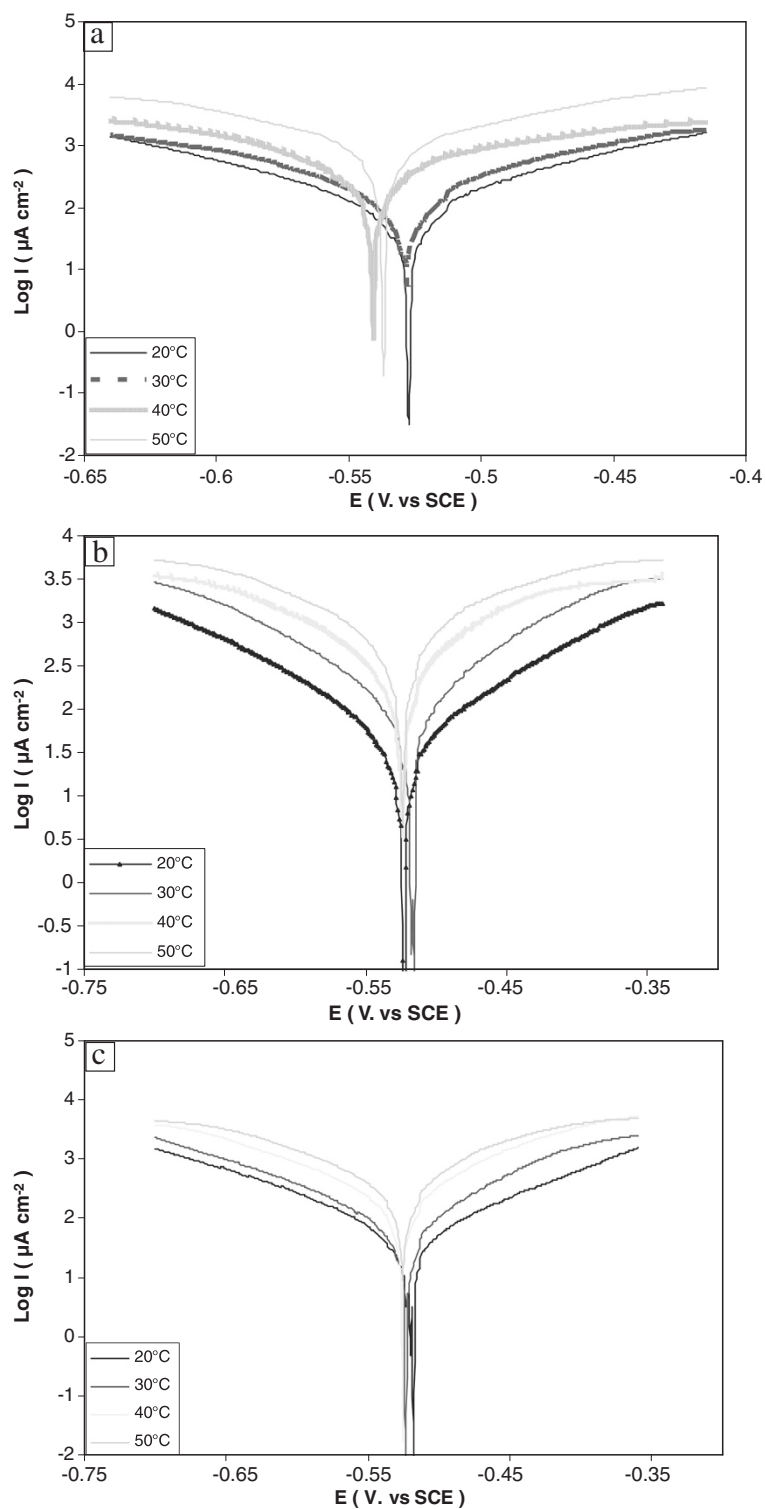 a
5
4
3
2
1
0
-1
-2
Log I ( µA cm-2)
20°C
30°C
40°C
50°C
-0.65 -0.6 -0.55 -0.5 -0.45 -0.4
E ( V. vs SCE )
b
4
3.5
3
2.5
2
1.5
1
0.5
0
-0.5
-1
Log I ( µA cm-2)
20°C
30°C
40°C
50°C
-0.75 -0.65 -0.55 -0.45 -0.35
E ( V. vs SCE )
c
5
4
3
2
1
0
-1
-2
Log I ( µA cm-2)
20°C
30°C
40°C
50°C
-0.75 -0.65 -0.55 -0.45 -0.35
E ( V. vs SCE )